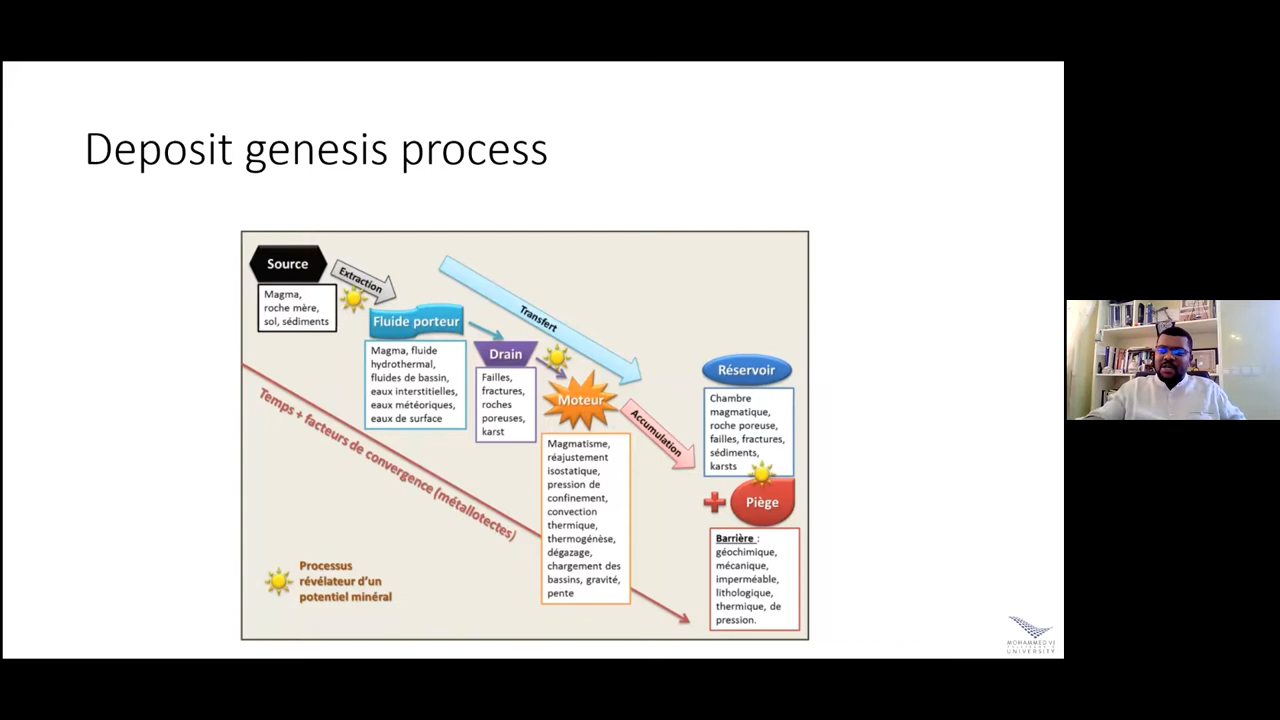 Deposit genesis process
Source
Magma,
roche mère,
sol, sédiments
Extraction
Fluide porteur
Magma, fluide
hydrothermal,
fluides de bassin,
eaux interstitielles,
eaux météoriques,
eaux de surface
Transfert
Drain
Failles,
fractures,
roches
poreuses,
karst
Moteur
Magmatisme,
réajustement
isostatique,
pression de
confinement,
convection
thermique,
thermogénèse,
dégazage,
chargement des
bassins, gravité,
pente
Accumulation
Réservoir
Chambre
magmatique,
roche poreuse,
failles, fractures,
sédiments,
karsts
Piège
Barrière :
géochimique,
mécanique,
imperméable,
lithologique,
thermique, de
pression.
Temps + facteurs de convergence (métallotectes)
Processus
révélateur d'un
potentiel minéral
MOHAMMED VI
UNIVERSITY